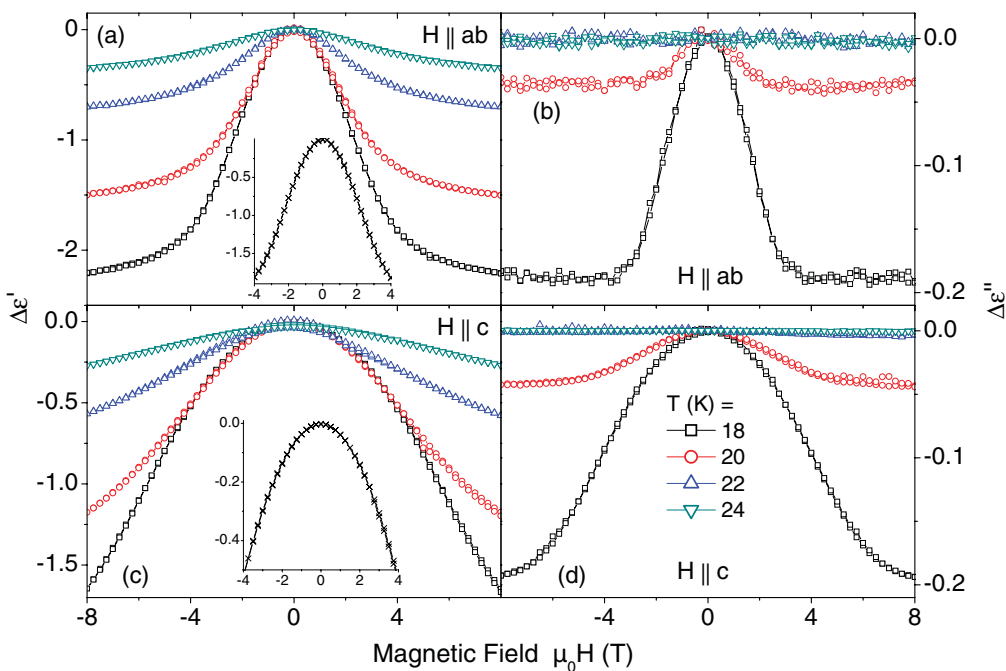 (a)
H || ab
0
-1
-2
-0.5
-1.0
-1.5
-4 -2 0 2 4
(b)
H || ab
0.0
-0.1
-0.2
Δε'
Δε''
H || c
0.0
-0.5
-1.0
-1.5
(c)
0.0
-0.2
-0.4
-4 -2 0 2 4
0.0
-0.1
-0.2
T (K) =
18
20
22
24
(d)
H || c
-8 -4 0 4
-4 0 4 8
Magnetic Field μ₀H (T)